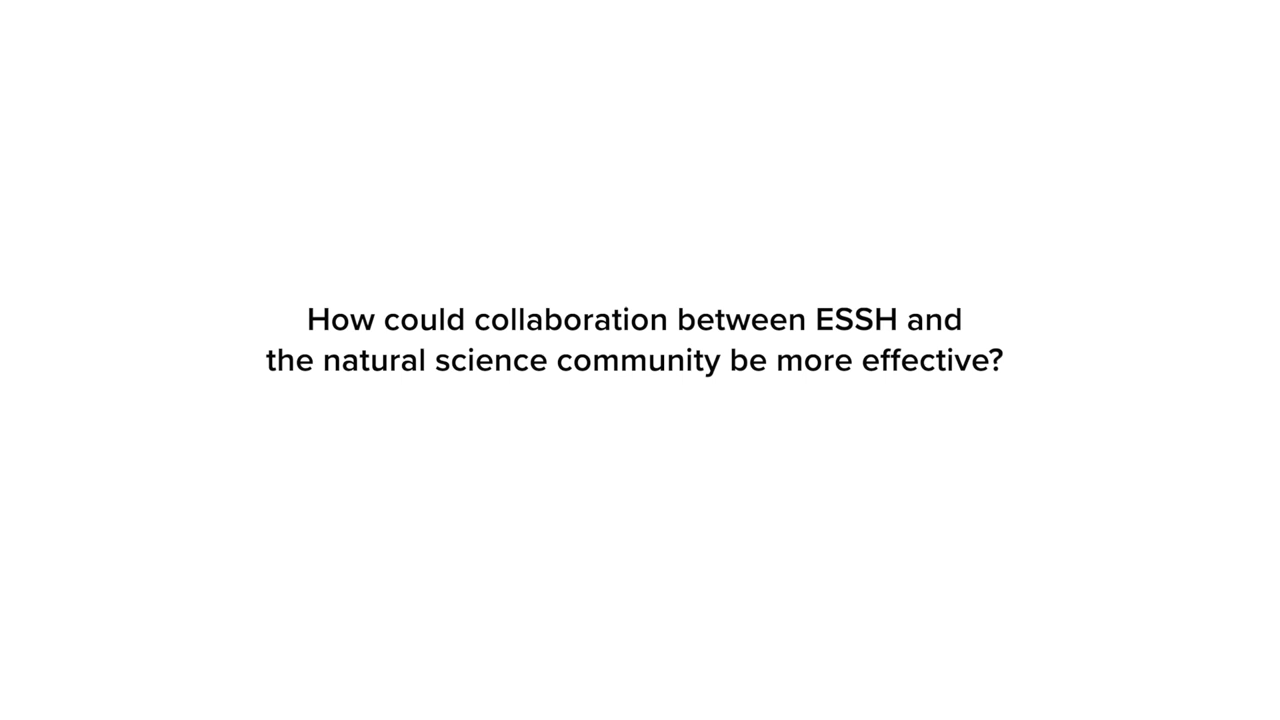 How could collaboration between ESSH and
the natural science community be more effective?